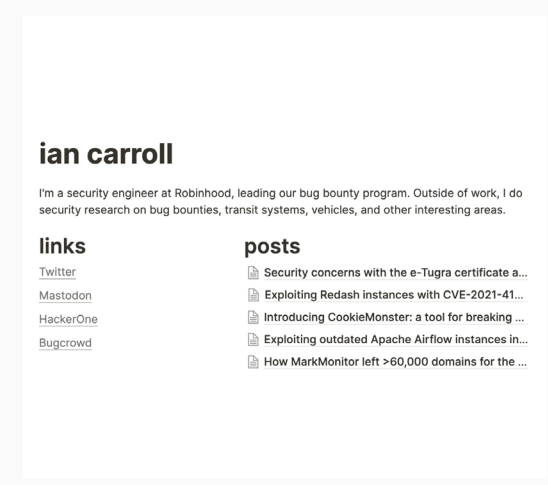 ian carroll
I'm a security engineer at Robinhood, leading our bug bounty program. Outside of work, I do
security research on bug bounties, transit systems, vehicles, and other interesting areas.
links
Twitter
Mastodon
HackerOne
Bugcrowd
posts
Security concerns with the e-Tugra certificate a...
Exploiting Redash instances with CVE-2021-41...
Introducing CookieMonster: a tool for breaking ...
Exploiting outdated Apache Airflow instances in...
How MarkMonitor left >60,000 domains for the ...